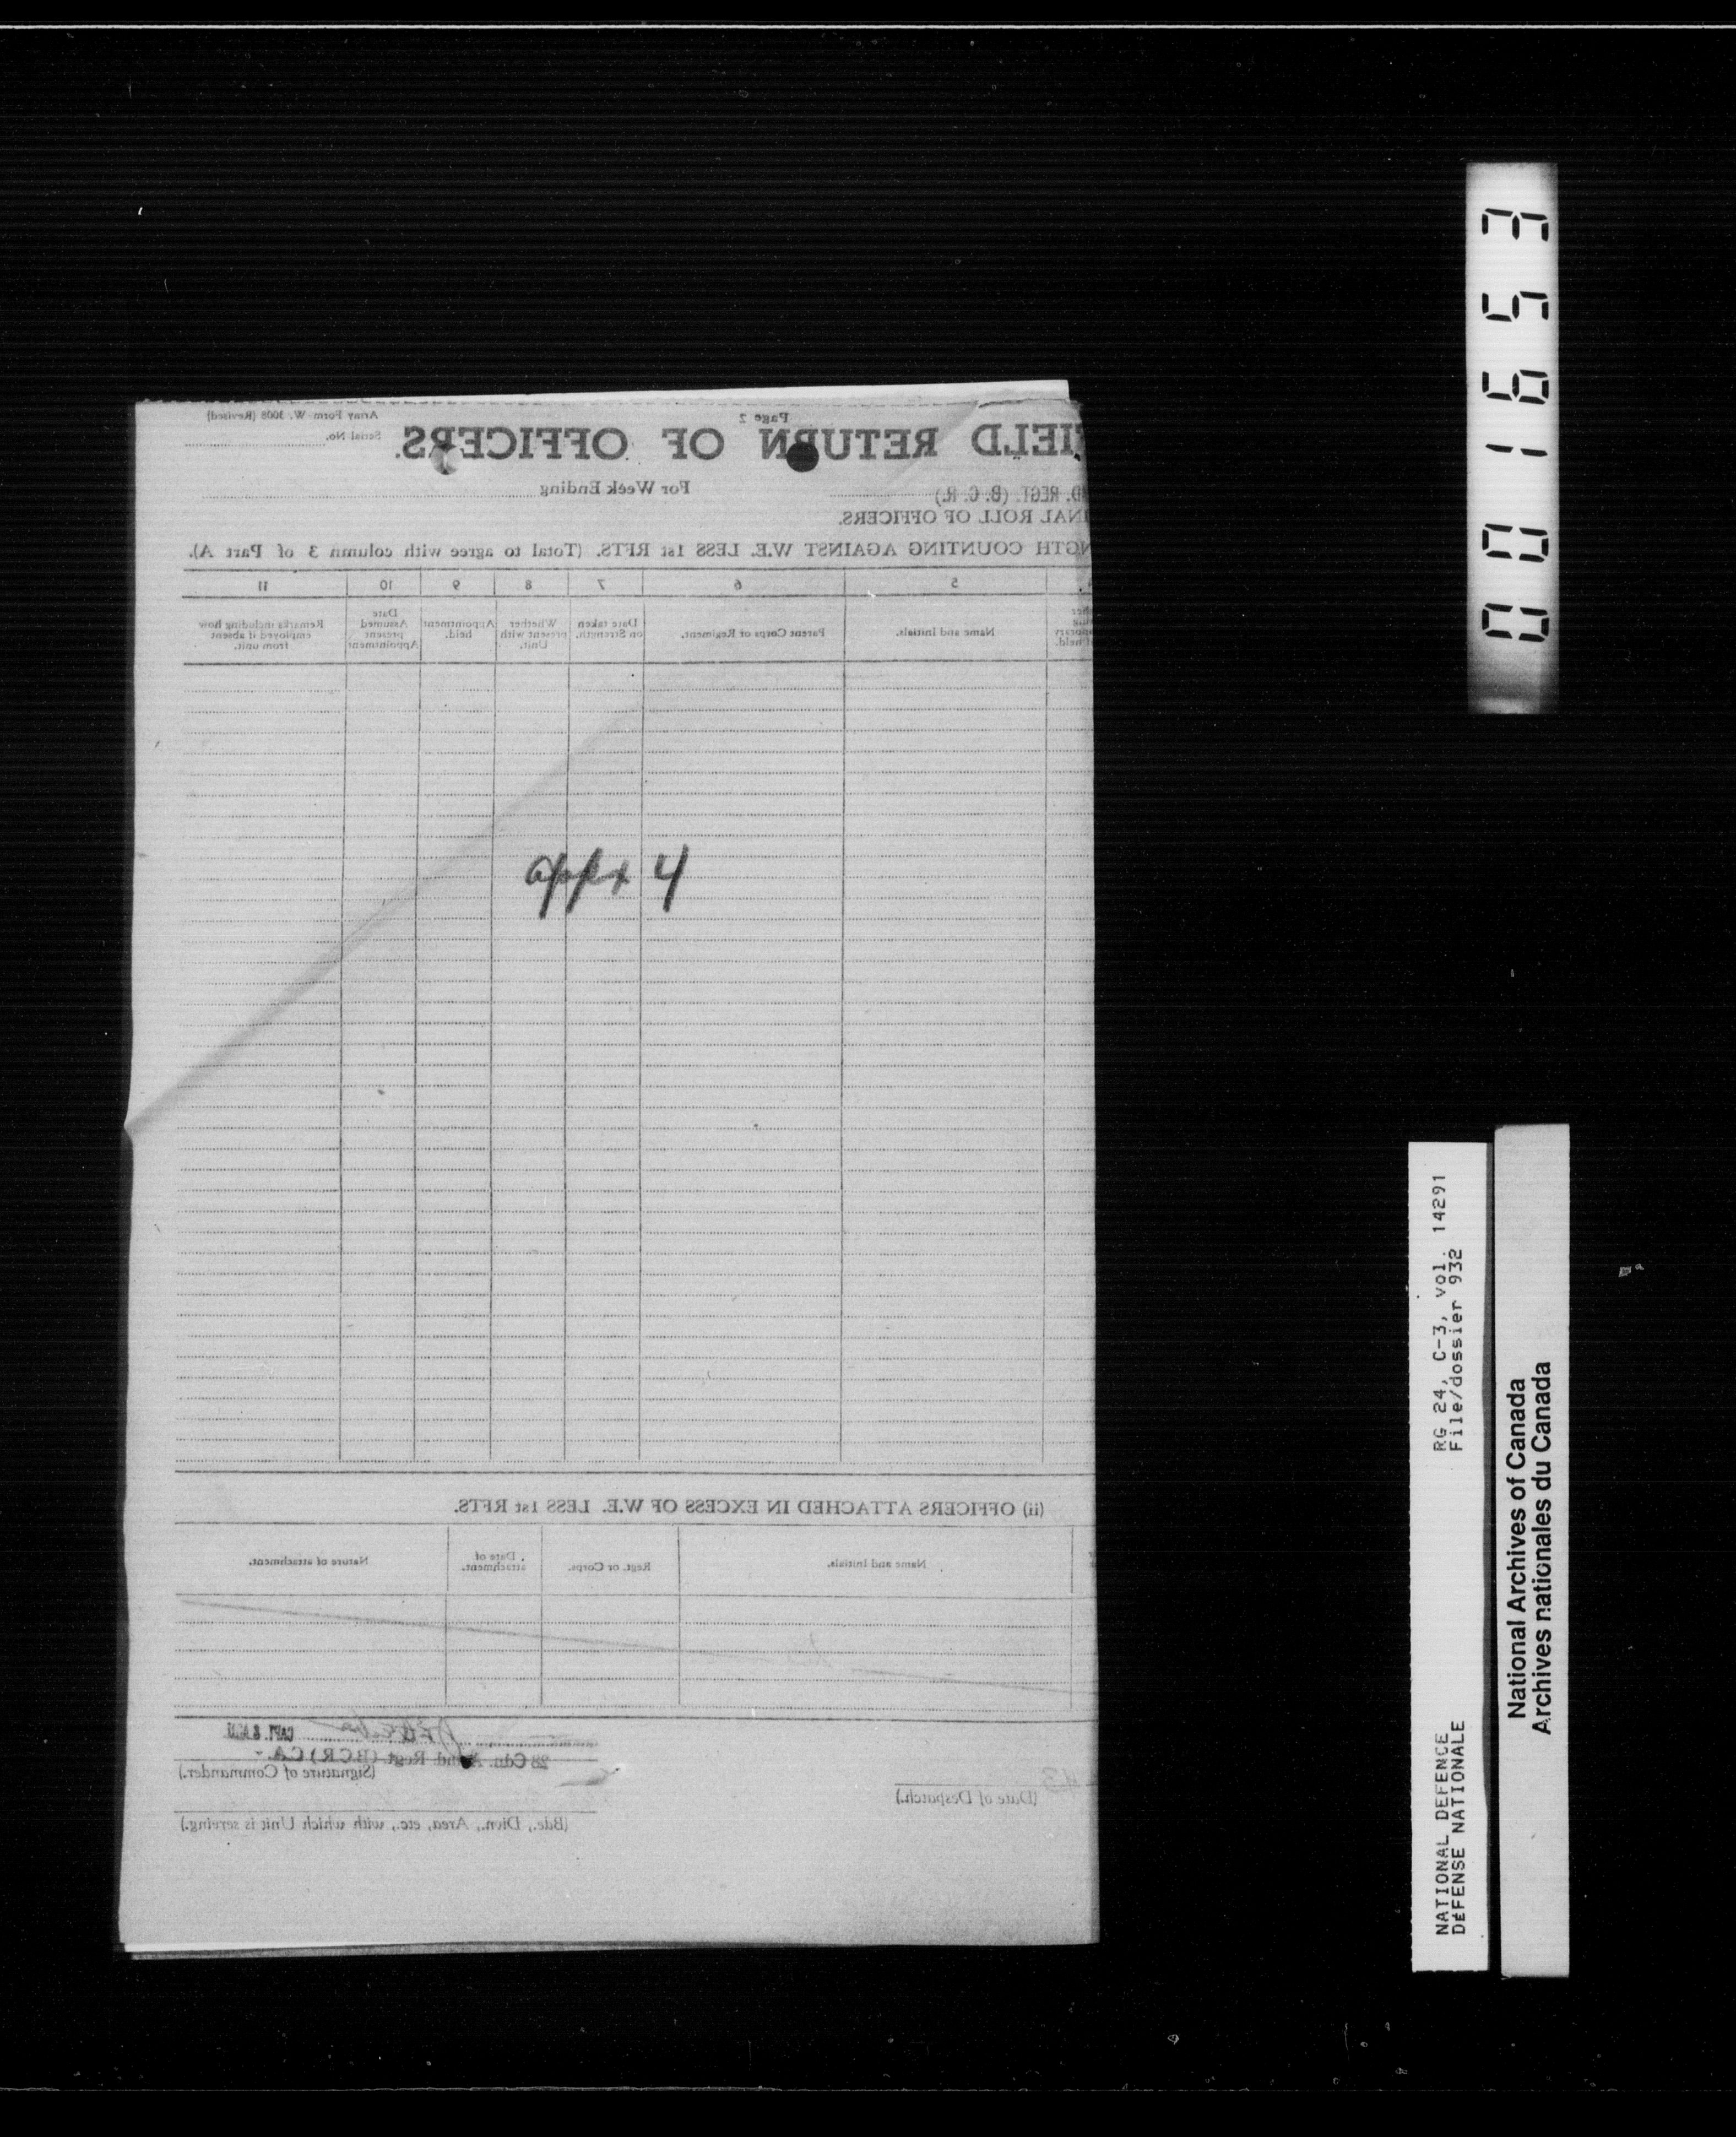 Page 2
Army Form W. 3008 (Revised)
FIELD RETURN OF OFFICERS.
Serial No.
D. REGT. (B. C. R.)
For Week Ending
NAL ROLL OF OFFICERS.
NGTH COUNTING AGAINST W.E. LESS 1st RFTS. (Total to agree with column 3 of Part A).
5 6 7 8 9 10 11
Name and Initials.
Parent Corps or Regiment.
Date taken on Strength.
Whether present with Unit.
Appointment held.
Date Assumed present Appointment
Remarks including how employed if absent from unit.
appx 4
(ii) OFFICERS ATTACHED IN EXCESS OF W.E. LESS 1st RFTS.
Name and Initials.
Regt. or Corps.
Date of attachment.
Nature of attachment.
CAPT. & ADJ.
28 Cdn. Armd Regt (BCR) CA.
(Signature of Commander.)
43
(Date of Despatch.)
(Bde., Divn., Area, etc., with which Unit is serving.)
001653
RG 24, C-3, vol. 14291
File/dossier 932
NATIONAL DEFENCE
DÉFENSE NATIONALE
National Archives of Canada
Archives nationales du Canada